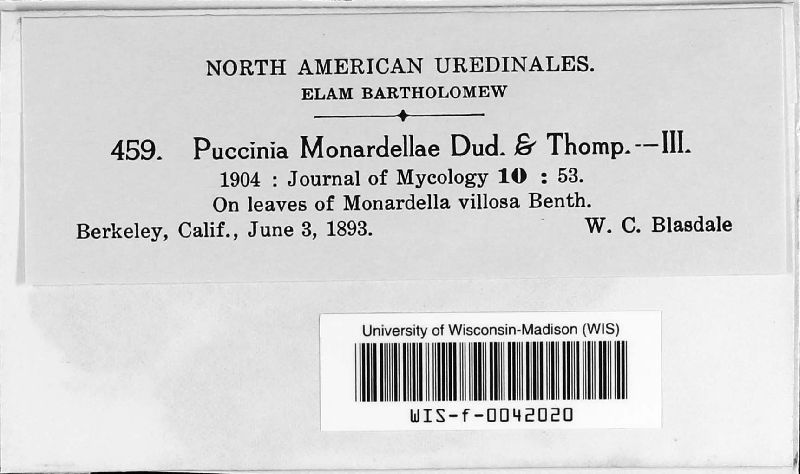 NORTH AMERICAN UREDINALES.
ELAM BARTHOLOMEW
459. Puccinia Monardellae Dud. & Thomp.—III.
1904 : Journal of Mycology 10 : 53.
On leaves of Monardella villosa Benth.
Berkeley, Calif., June 3, 1893. W. C. Blasdale
University of Wisconsin-Madison (WIS)
WIS-f-0042020